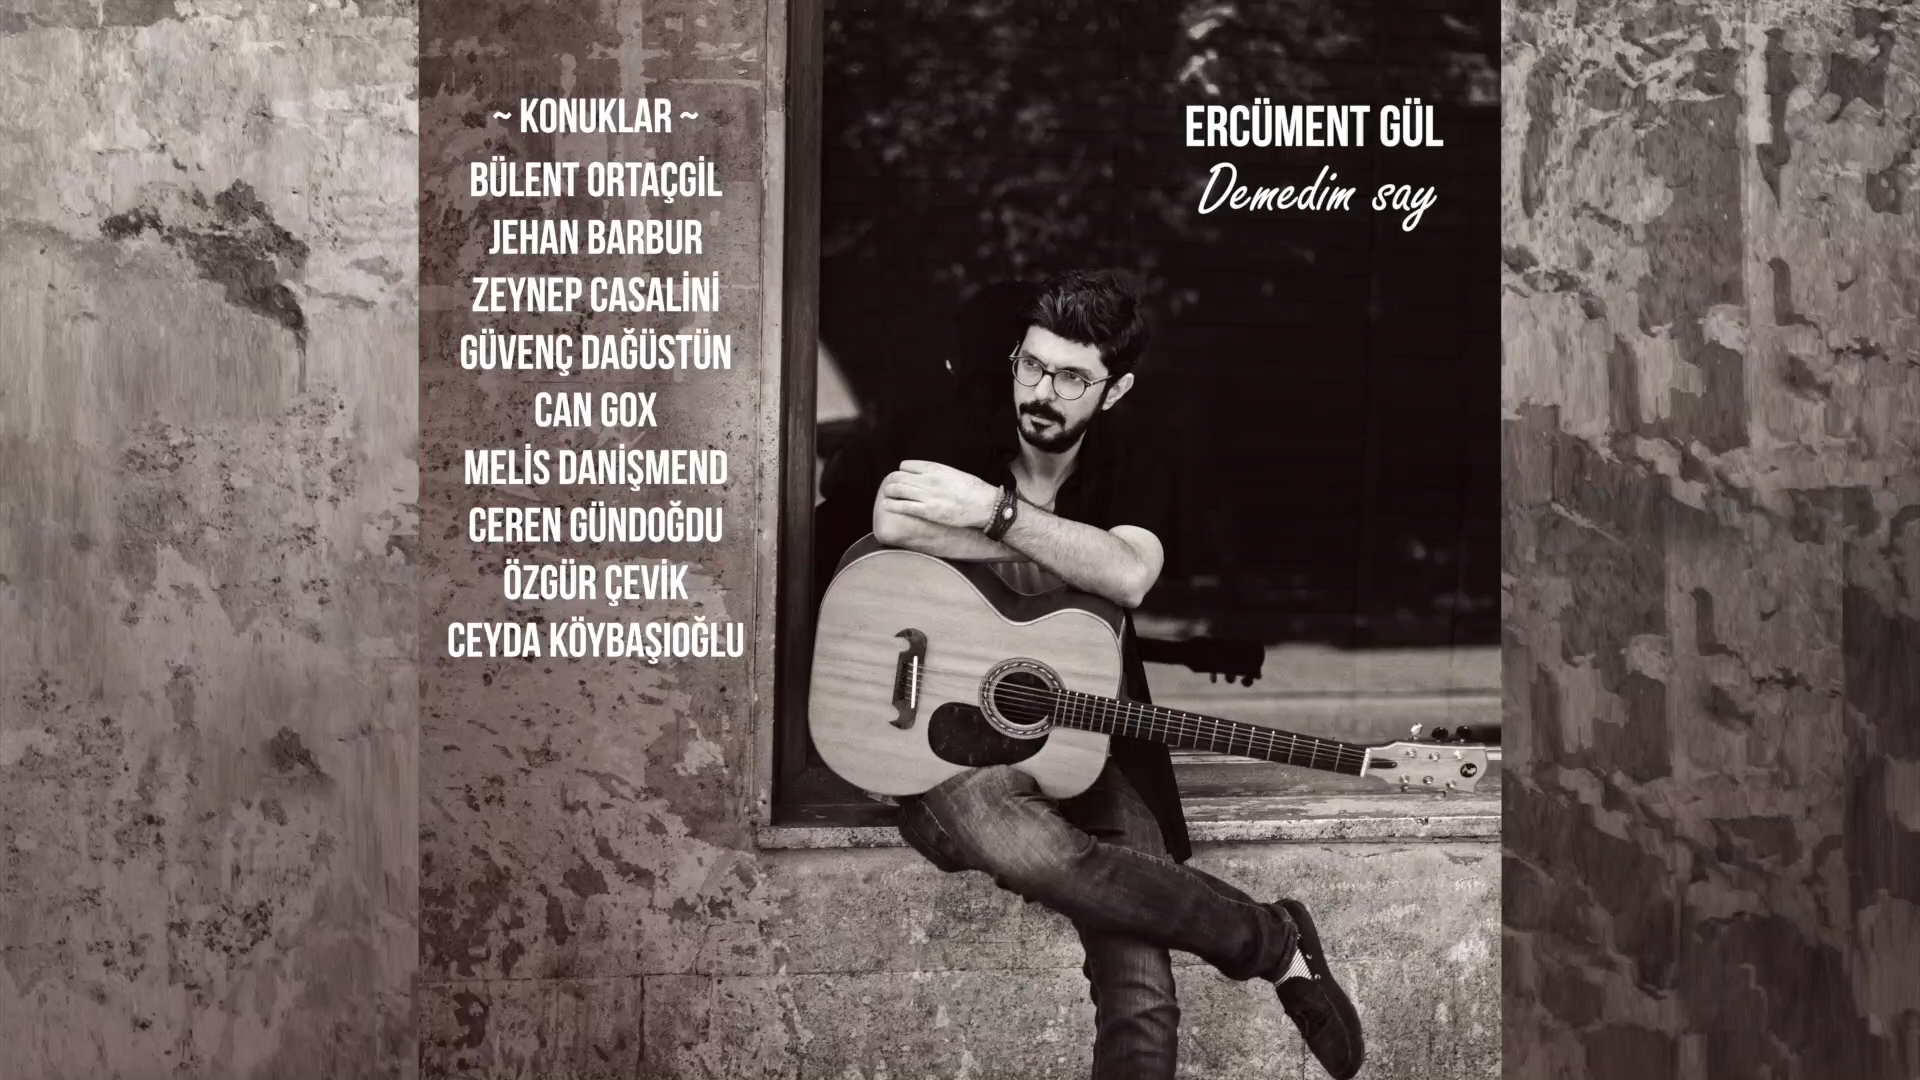 ~ KONUKLAR ~
BÜLENT ORTAÇGİL
JEHAN BARBUR
ZEYNEP CASALİNİ
GÜVENÇ DAĞÜSTÜN
CAN GOX
MELİS DANİŞMEND
CEREN GÜNDOĞDU
ÖZGÜR ÇEVİK
CEYDA KÖYBAŞIOĞLU
ERCÜMENT GÜL
Demedim say